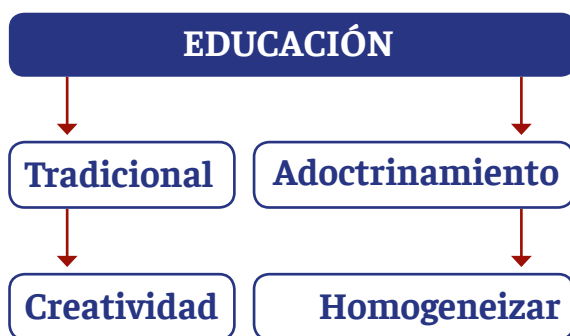 EDUCACIÓN
Tradicional
Adoctrinamiento
Creatividad
Homogeneizar